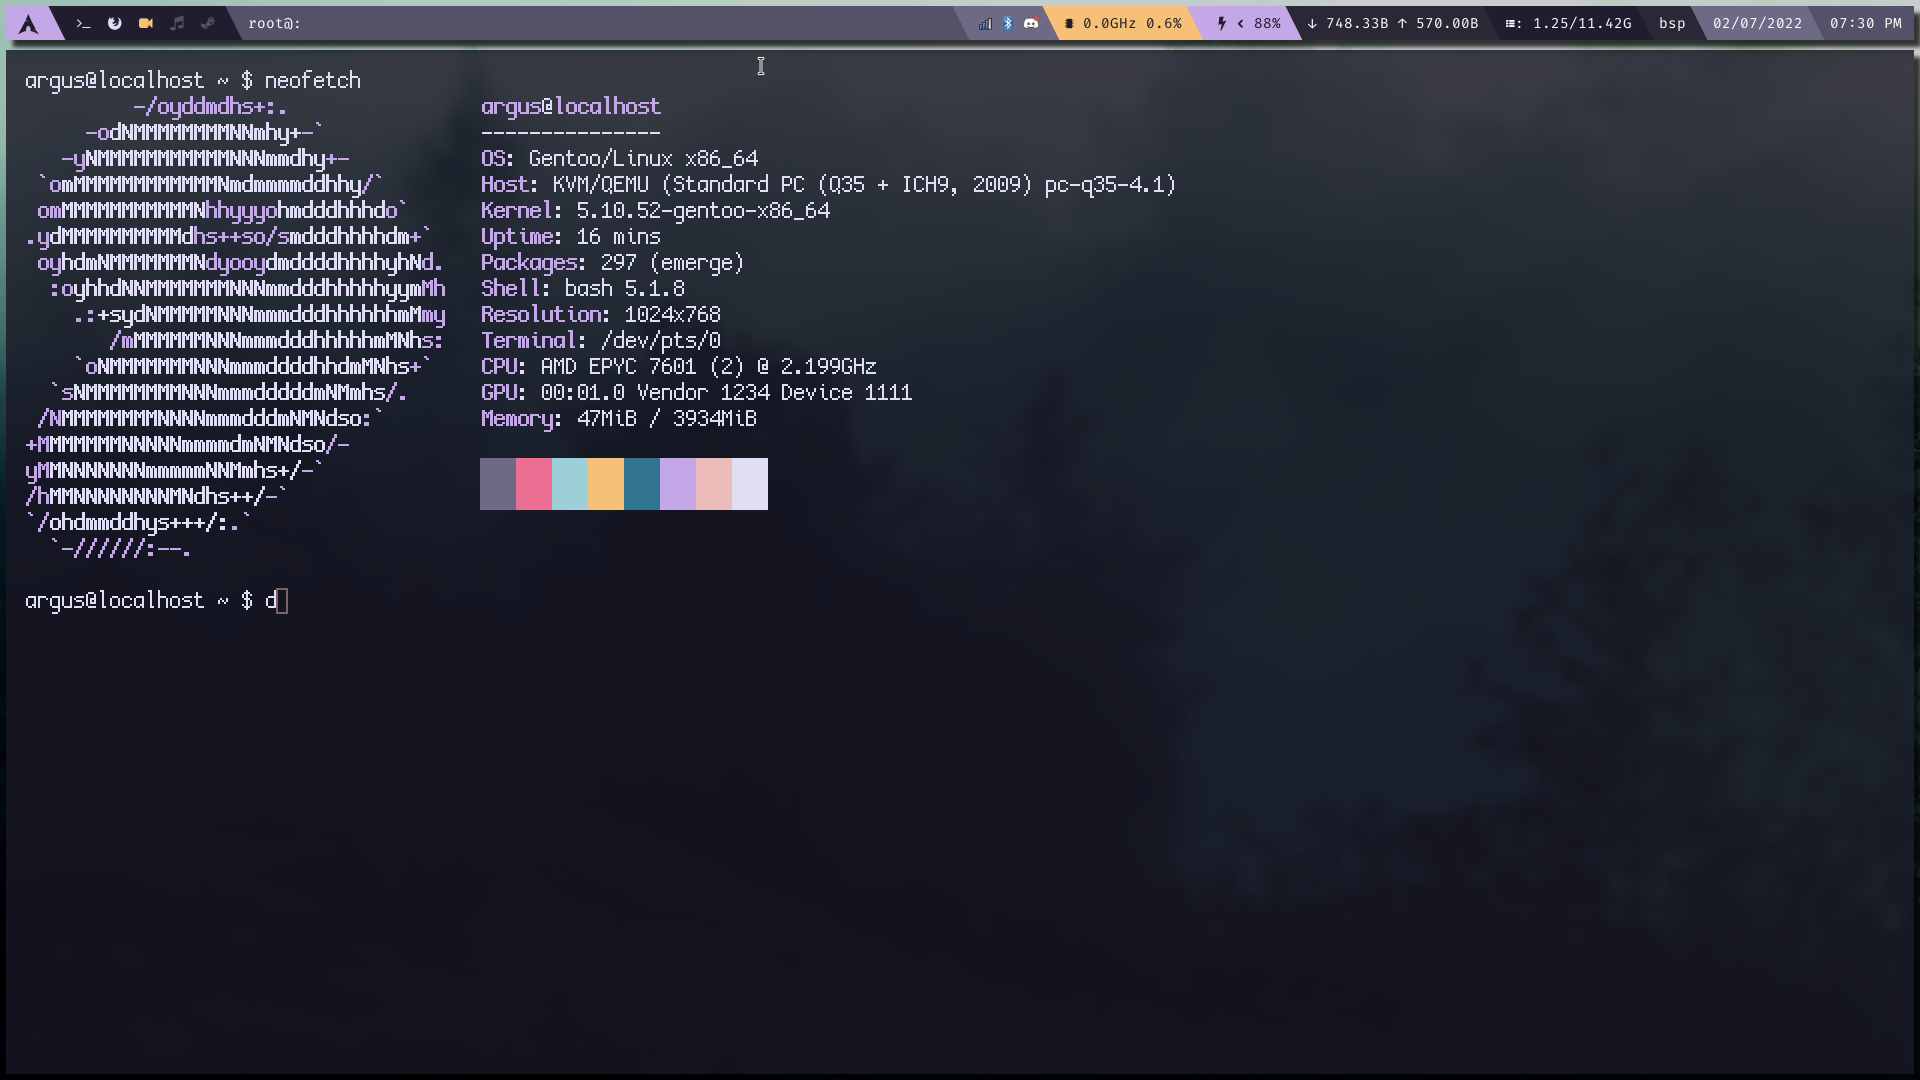 root@:
0.0GHz 0.6%
< 88%
↓ 748.33B ↑ 570.00B
1.25/11.42G
bsp
02/07/2022
07:30 PM
argus@localhost ~ $ neofetch
-/oyddmdhs+:.
-odNMMMMMMMMNNmhy+-`
-yNMMMMMMMMMMMNNNmmdhy+-
`omMMMMMMMMMMMMNmdmmmmddhhy/`
omMMMMMMMMMMMNhhyyyohmdddhhhdo`
.ydMMMMMMMMMMdhs++so/smdddhhhhdm+`
oyhdmNMMMMMMMNdyooydmddddhhhhyhNd.
:oyhhdNNMMMMMMMNNNmmdddhhhhhyymMh
.:+sydNMMMMMNNNmmmdddhhhhhhmMmy
/mMMMMMMNNNmmmdddhhhhhmMNhs:
`oNMMMMMMMNNNmmmddddhhdmMNhs+`
`sNMMMMMMMMNNNmmmdddddmNMmhs/.
/NMMMMMMMMNNNNmmmdddmNMNdso:`
+MMMMMMMNNNNNmmmmdmNMNdso/-
yMMNNNNNNNmmmmmNNMmhs+/-`
/hMMNNNNNNNNMNdhs++/-`
`/ohdmmddhys+++/:.`
`-//////:--.
argus@localhost
---------------
OS: Gentoo/Linux x86_64
Host: KVM/QEMU (Standard PC (Q35 + ICH9, 2009) pc-q35-4.1)
Kernel: 5.10.52-gentoo-x86_64
Uptime: 16 mins
Packages: 297 (emerge)
Shell: bash 5.1.8
Resolution: 1024x768
Terminal: /dev/pts/0
CPU: AMD EPYC 7601 (2) @ 2.199GHz
GPU: 00:01.0 Vendor 1234 Device 1111
Memory: 47MiB / 3934MiB
argus@localhost ~ $ d